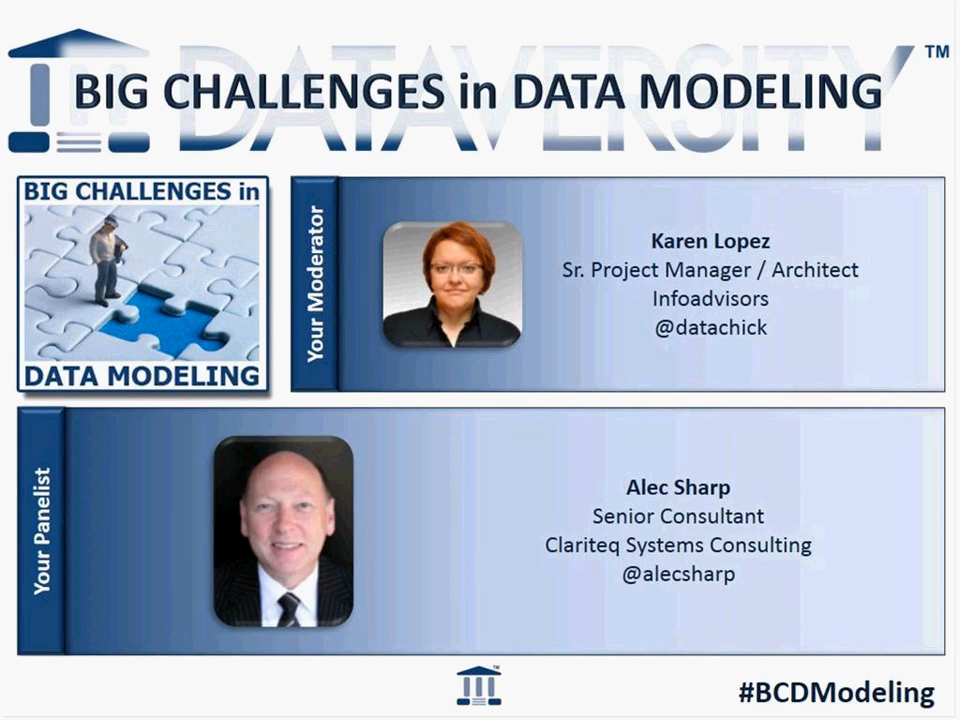 DATAVERSITY ™
BIG CHALLENGES in DATA MODELING
BIG CHALLENGES in
DATA MODELING
Your Moderator
Karen Lopez
Sr. Project Manager / Architect
Infoadvisors
@datachick
Your Panelist
Alec Sharp
Senior Consultant
Clariteq Systems Consulting
@alecsharp
™
#BCDModeling